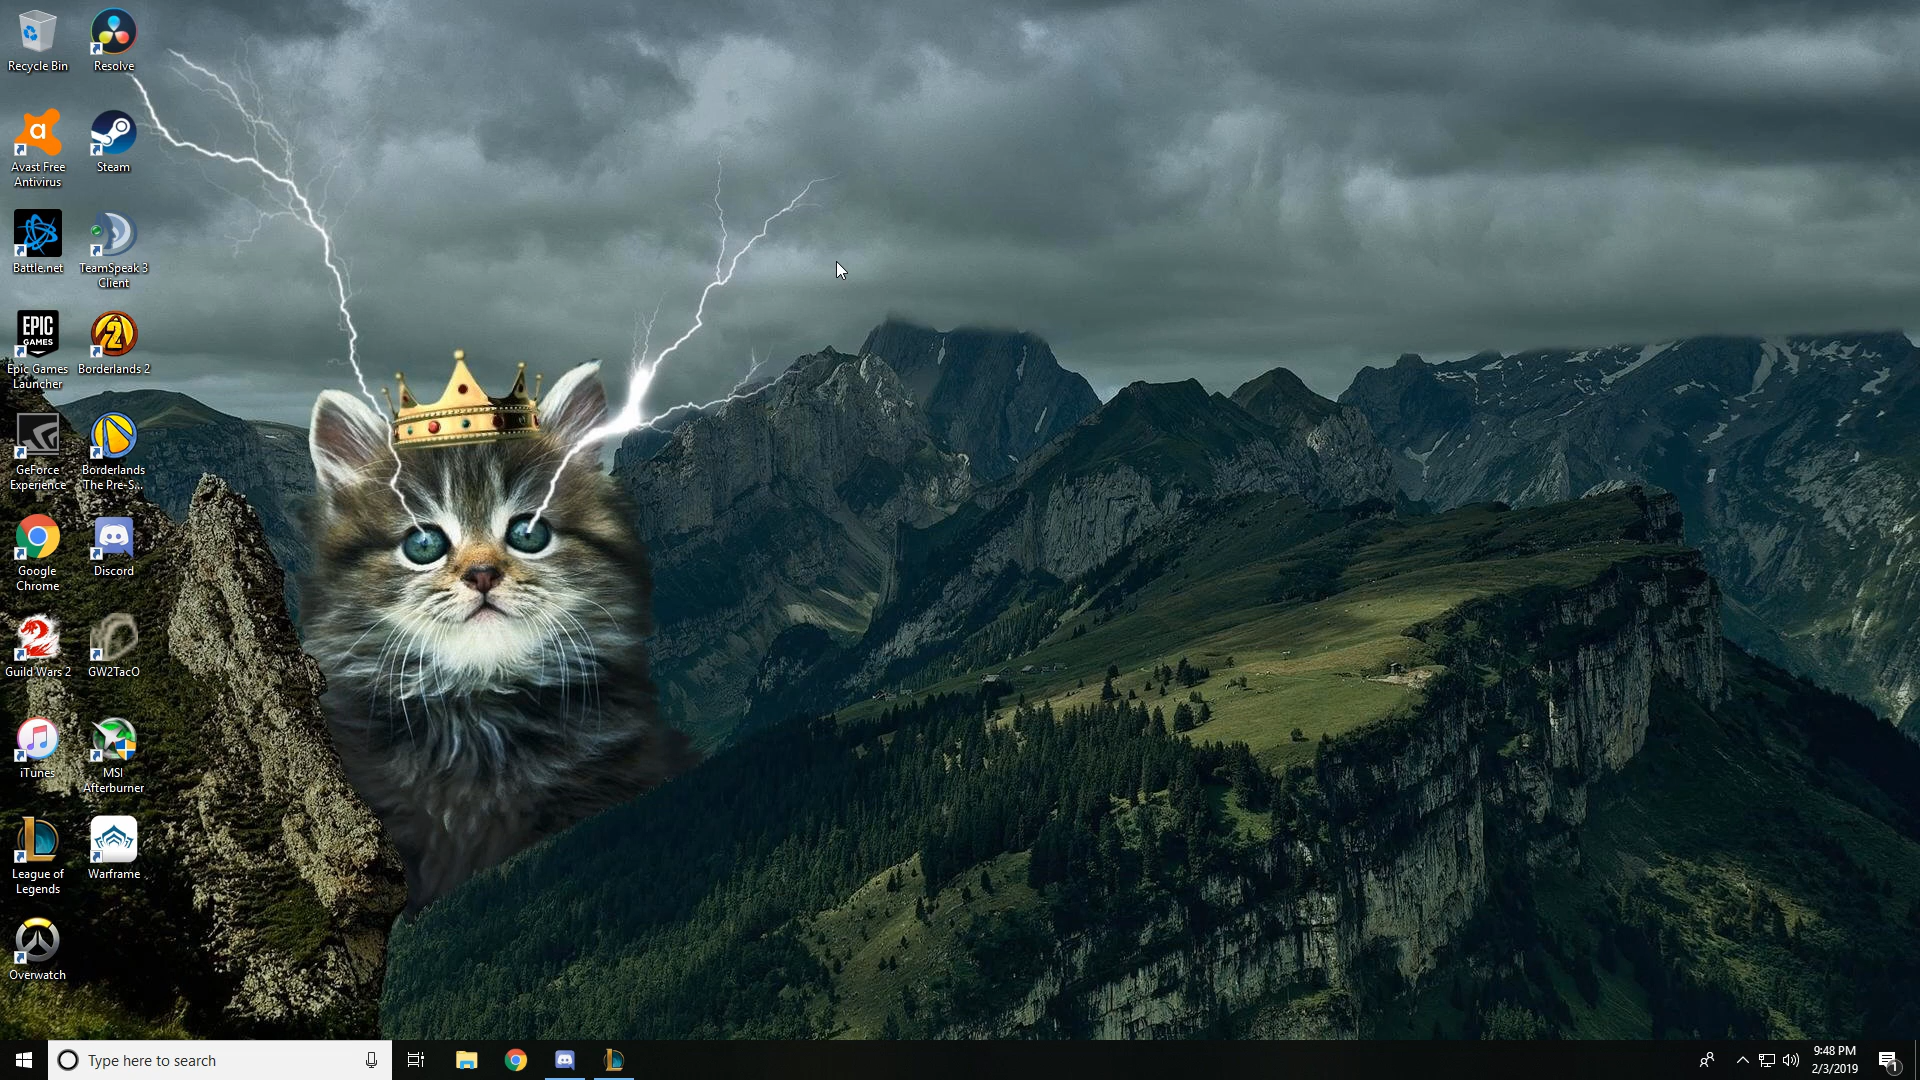 Recycle Bin
Resolve
a
Avast Free
Antivirus
Steam
Battle.net
TeamSpeak 3
Client
EPIC
GAMES
Epic Games
Launcher
2
Borderlands 2
GeForce
Experience
Borderlands
The Pre-S...
Google
Chrome
Discord
Guild Wars 2
GW2TacO
iTunes
MSI
Afterburner
League of
Legends
Warframe
Overwatch
Type here to search
9:48 PM
2/3/2019
1